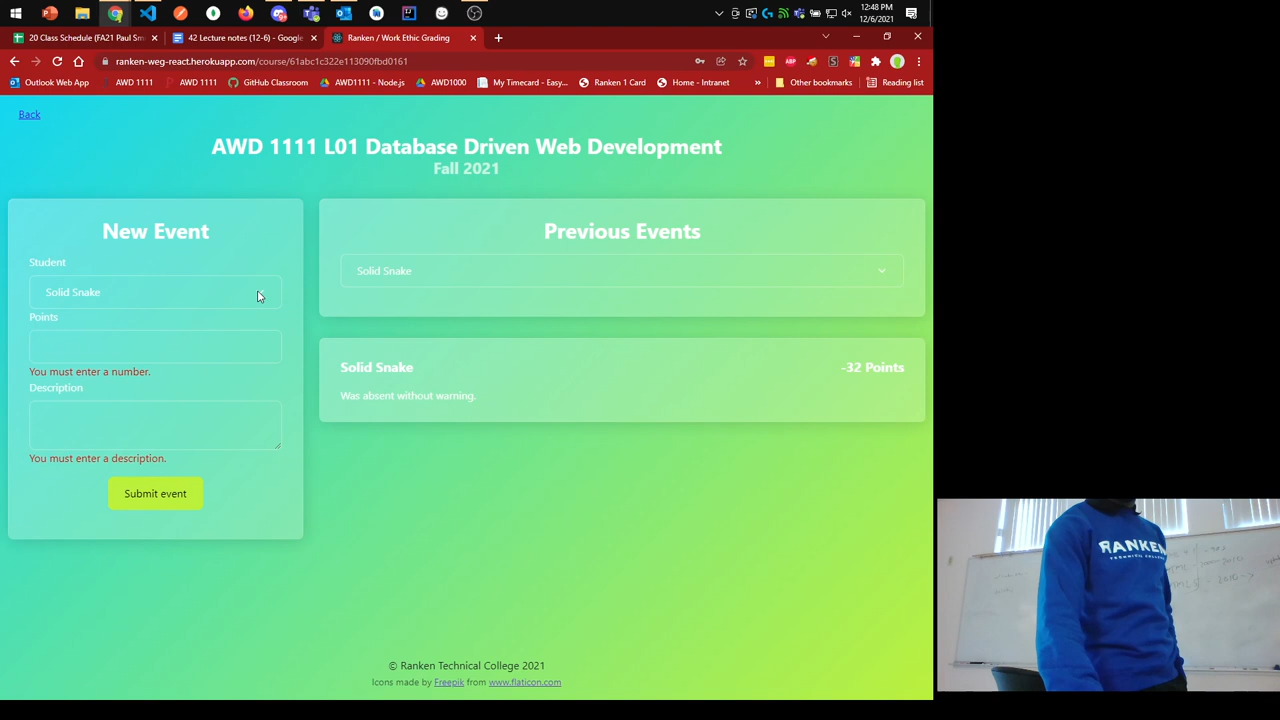 12:48 PM
12/6/2021
20 Class Schedule (FA21 Paul Sm
42 Lecture notes (12-6) - Google
Ranken / Work Ethic Grading
ranken-weg-react.herokuapp.com/course/61abc1c322e113090fbd0161
Outlook Web App
AWD 1111
AWD 1111
GitHub Classroom
AWD1111 - Node.js
AWD1000
My Timecard - Easy...
Ranken 1 Card
Home - Intranet
Other bookmarks
Reading list
Back
AWD 1111 L01 Database Driven Web Development
Fall 2021
New Event
Student
Solid Snake
Points
You must enter a number.
Description
You must enter a description.
Submit event
Previous Events
Solid Snake
Solid Snake
-32 Points
Was absent without warning.
© Ranken Technical College 2021
Icons made by Freepik from www.flaticon.com
RANKEN
TECHNICAL COLLEGE